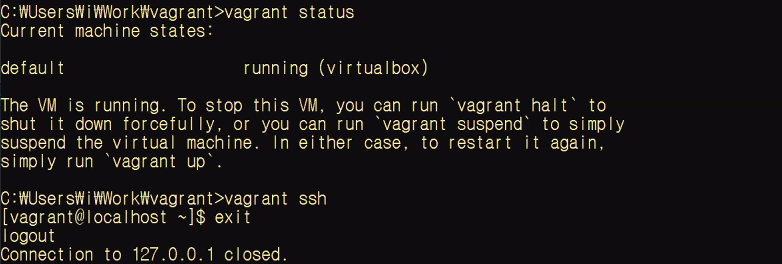 C:₩Users₩i₩Work₩vagrant>vagrant status
Current machine states:
default running (virtualbox)
The VM is running. To stop this VM, you can run `vagrant halt` to
shut it down forcefully, or you can run `vagrant suspend` to simply
suspend the virtual machine. In either case, to restart it again,
simply run `vagrant up`.
C:₩Users₩i₩Work₩vagrant>vagrant ssh
[vagrant@localhost ~]$ exit
logout
Connection to 127.0.0.1 closed.